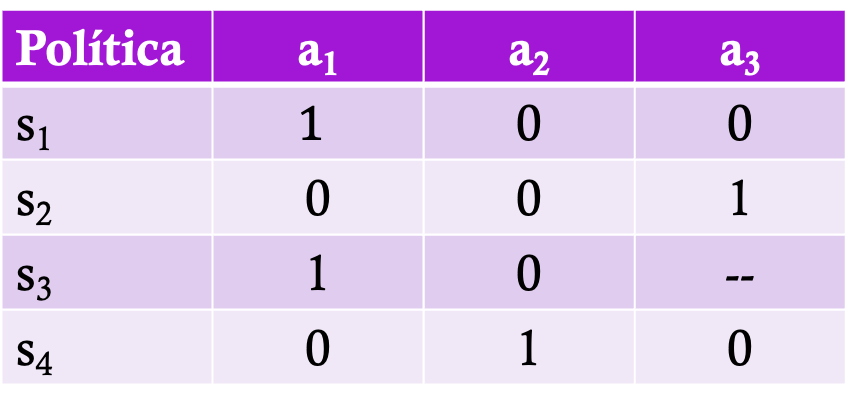 Política a₁ a₂ a₃
s₁ 1 0 0
s₂ 0 0 1
s₃ 1 0 --
s₄ 0 1 0